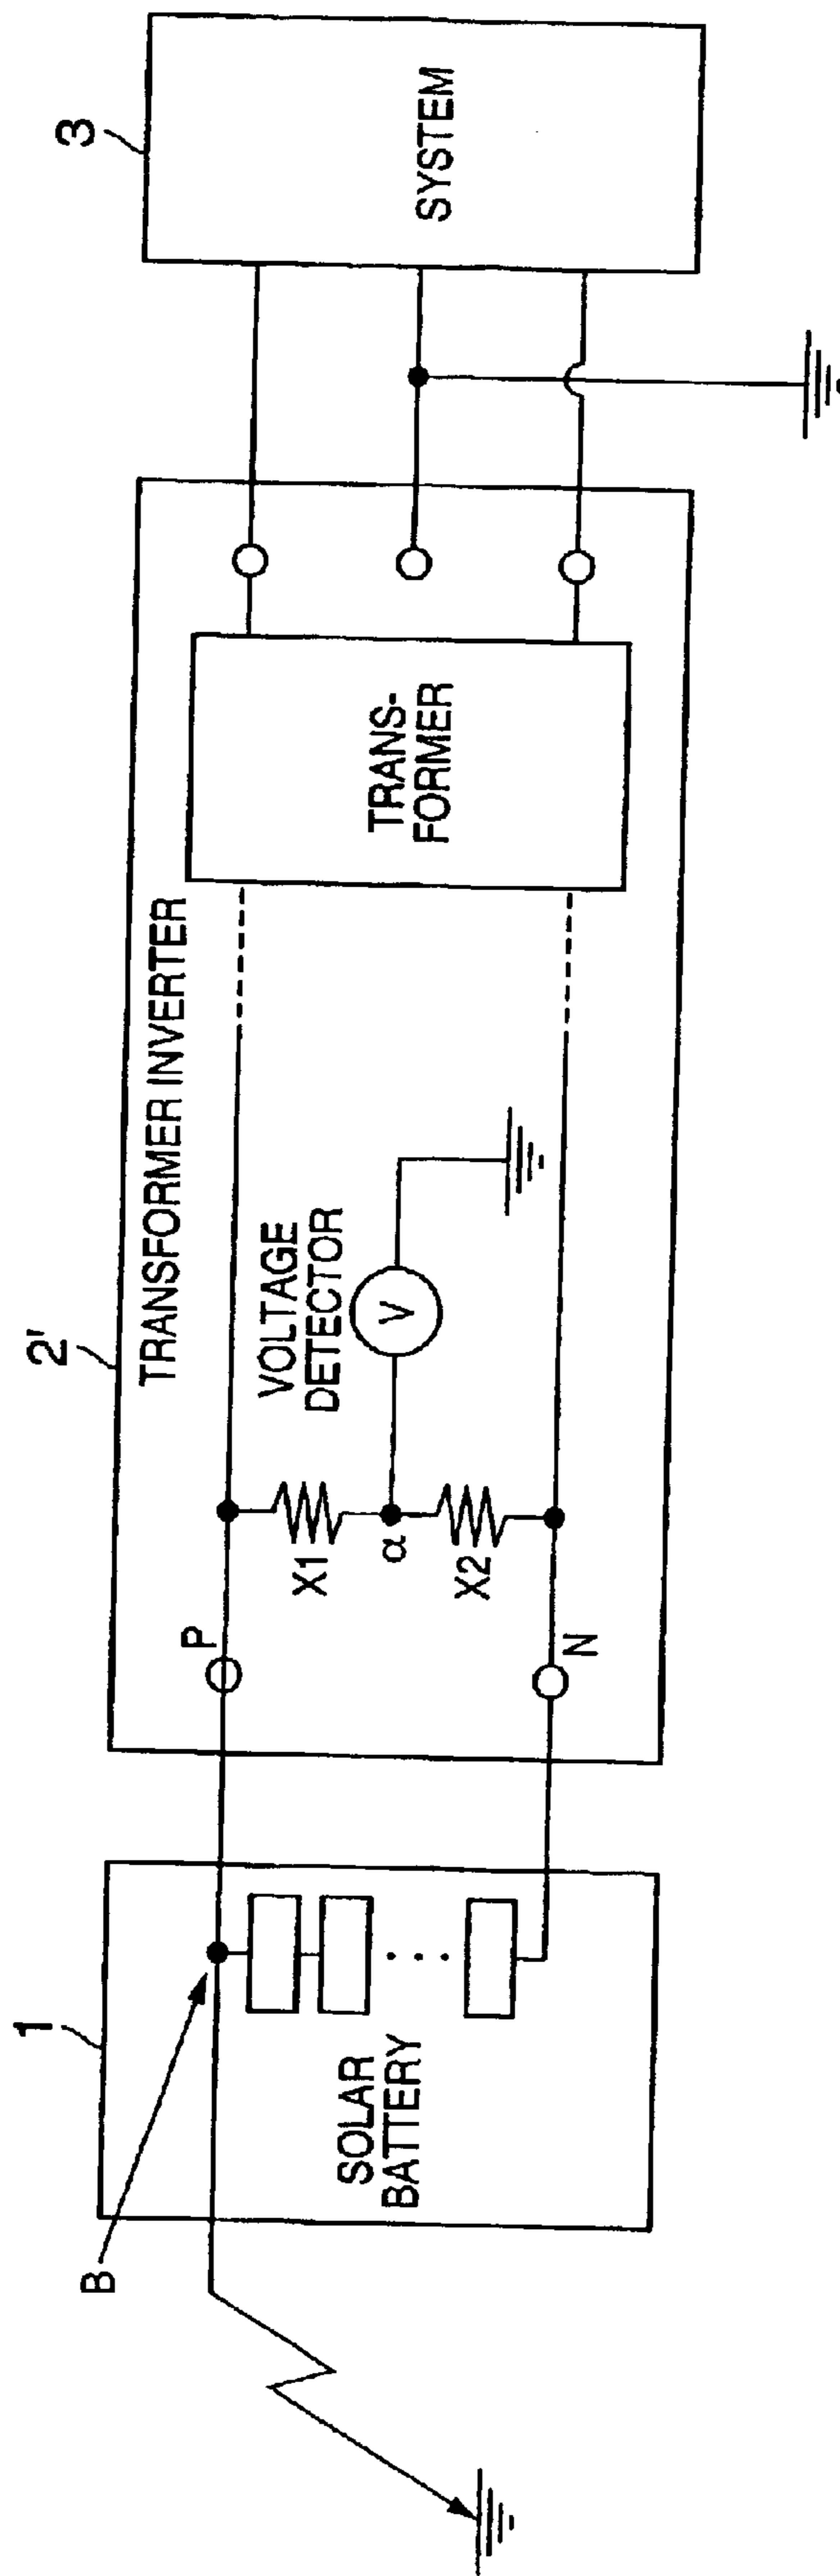 B
1
SOLAR
BATTERY
2'
TRANSFORMER INVERTER
P
N
X1
α
X2
VOLTAGE
DETECTOR
V
TRANS-
FORMER
3
SYSTEM